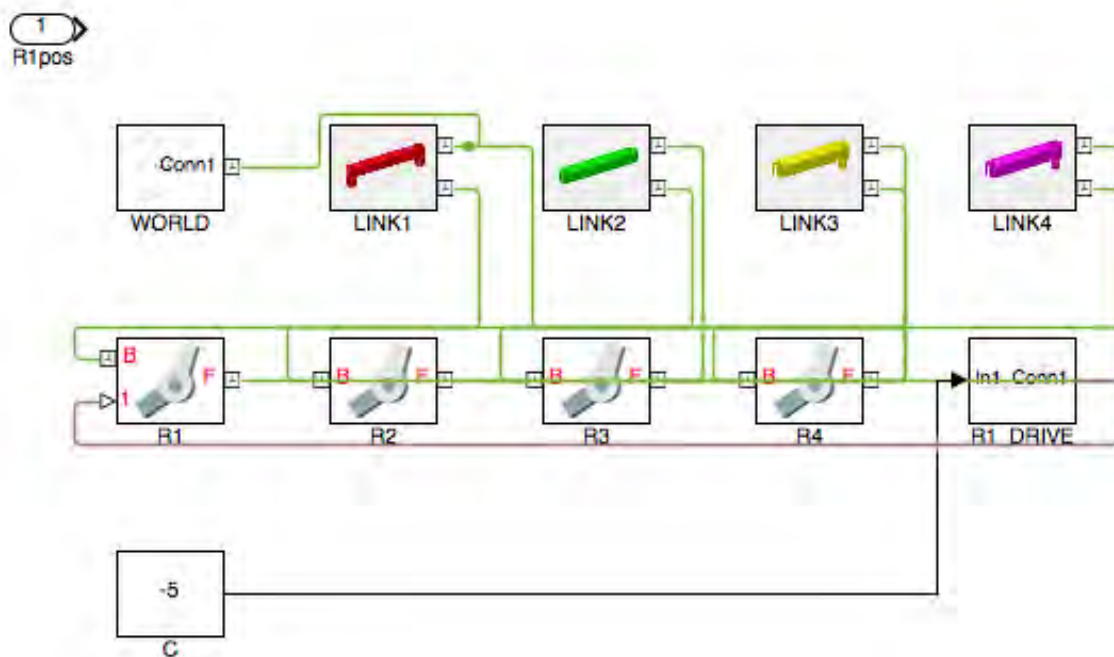 1
R1pos
Conn1
WORLD
LINK1
LINK2
LINK3
LINK4
B F
1
R1
B F
R2
B F
R3
B F
R4
In1 Conn1
R1_DRIVE
-5
C